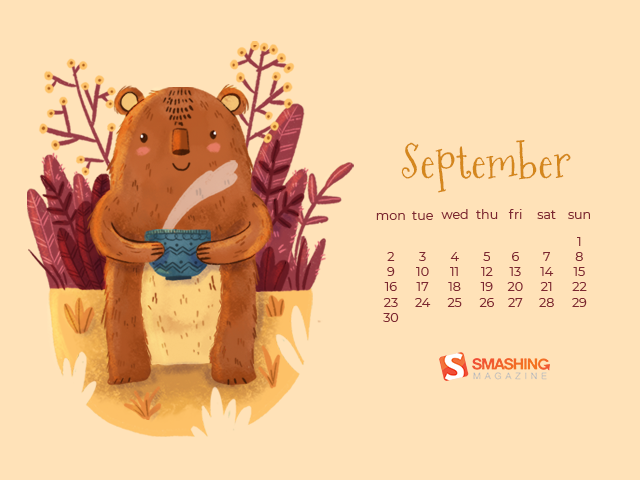 September
mon tue wed thu fri sat sun
1
2 3 4 5 6 7 8
9 10 11 12 13 14 15
16 17 18 19 20 21 22
23 24 25 26 27 28 29
30
S SMASHING
MAGAZINE